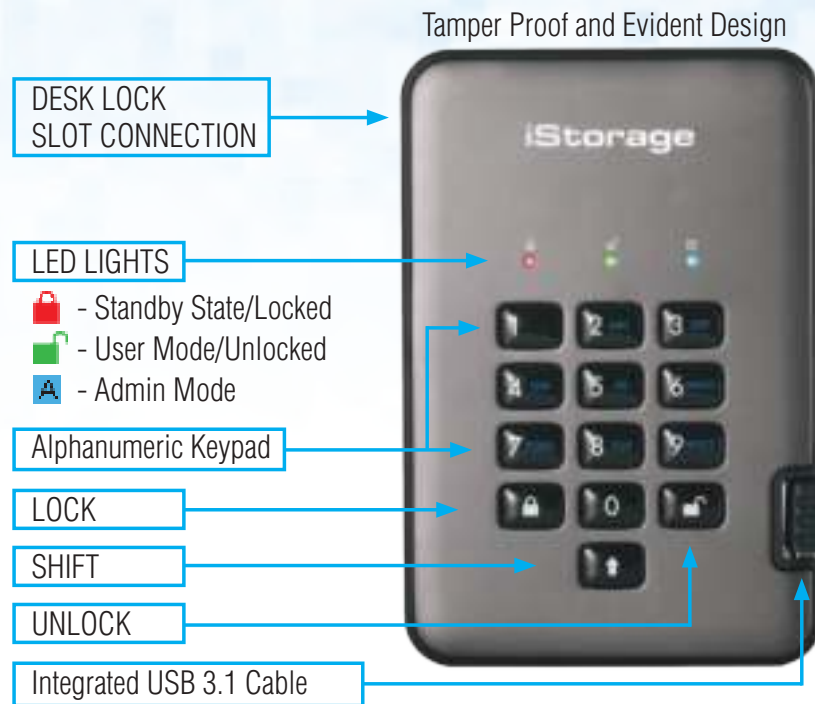 Tamper Proof and Evident Design
DESK LOCK
SLOT CONNECTION
iStorage
LED LIGHTS
- Standby State/Locked
- User Mode/Unlocked
A - Admin Mode
1 2 3
4 5 6
Alphanumeric Keypad
7 8 9
LOCK
0
SHIFT
UNLOCK
Integrated USB 3.1 Cable